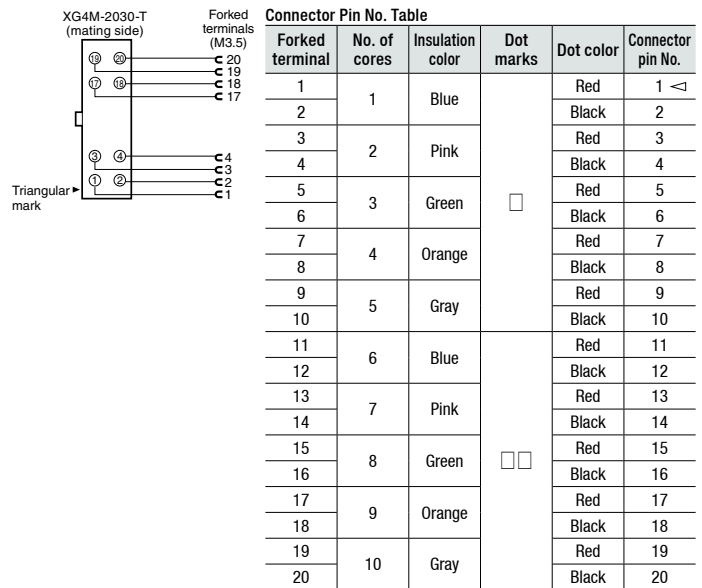 XG4M-2030-T
(mating side)
Forked
terminals
(M3.5)
⑲ ⑳ 20
19
⑰ ⑱ 18
17
③ ④ 4
3
① ② 2
1
Triangular
mark
Connector Pin No. Table
Forked terminal No. of cores Insulation color Dot marks Dot color Connector pin No.
1 1 Blue □ Red 1
2 Black 2
3 2 Pink Red 3
4 Black 4
5 3 Green Red 5
6 Black 6
7 4 Orange Red 7
8 Black 8
9 5 Gray Red 9
10 Black 10
11 6 Blue □□ Red 11
12 Black 12
13 7 Pink Red 13
14 Black 14
15 8 Green Red 15
16 Black 16
17 9 Orange Red 17
18 Black 18
19 10 Gray Red 19
20 Black 20